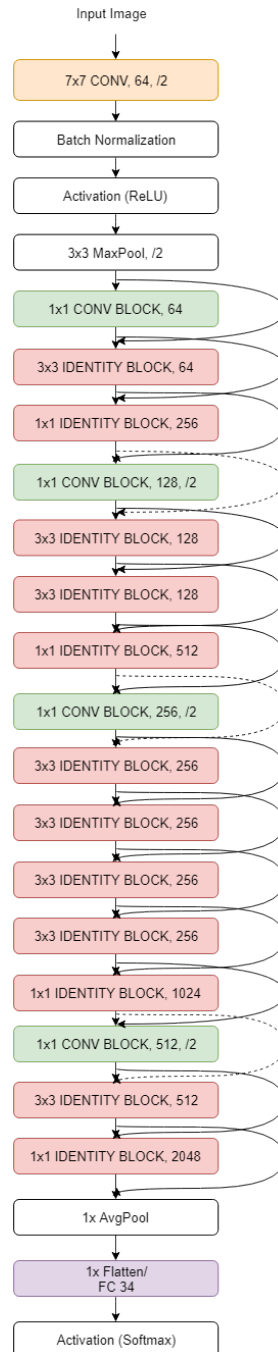 Input Image
7x7 CONV, 64, /2
Batch Normalization
Activation (ReLU)
3x3 MaxPool, /2
1x1 CONV BLOCK, 64
3x3 IDENTITY BLOCK, 64
1x1 IDENTITY BLOCK, 256
1x1 CONV BLOCK, 128, /2
3x3 IDENTITY BLOCK, 128
3x3 IDENTITY BLOCK, 128
1x1 IDENTITY BLOCK, 512
1x1 CONV BLOCK, 256, /2
3x3 IDENTITY BLOCK, 256
3x3 IDENTITY BLOCK, 256
3x3 IDENTITY BLOCK, 256
3x3 IDENTITY BLOCK, 256
1x1 IDENTITY BLOCK, 1024
1x1 CONV BLOCK, 512, /2
3x3 IDENTITY BLOCK, 512
1x1 IDENTITY BLOCK, 2048
1x AvgPool
1x Flatten/
FC 34
Activation (Softmax)